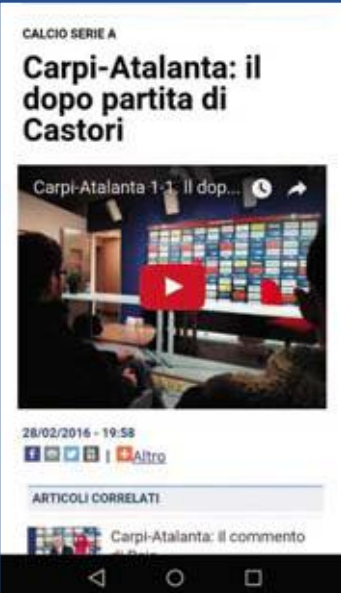 CALCIO SERIE A
Carpi-Atalanta: il
dopo partita di
Castori
Carpi-Atalanta 1-1, Il dop...
28/02/2016 - 19:58
| Altro
ARTICOLI CORRELATI
Carpi-Atalanta: il commento